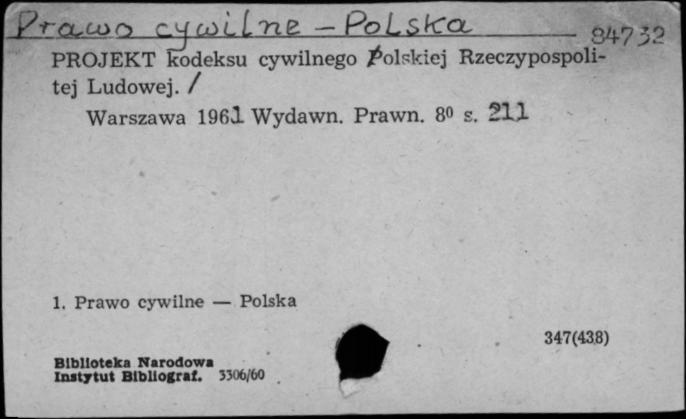 Prawo cywilne – Polska
84732
PROJEKT kodeksu cywilnego Polskiej Rzeczypospoli-
tej Ludowej. /
Warszawa 1961 Wydawn. Prawn. 8⁰ s. 211
1. Prawo cywilne — Polska
347(438)
Biblioteka Narodowa
Instytut Bibliograf. 3306/60